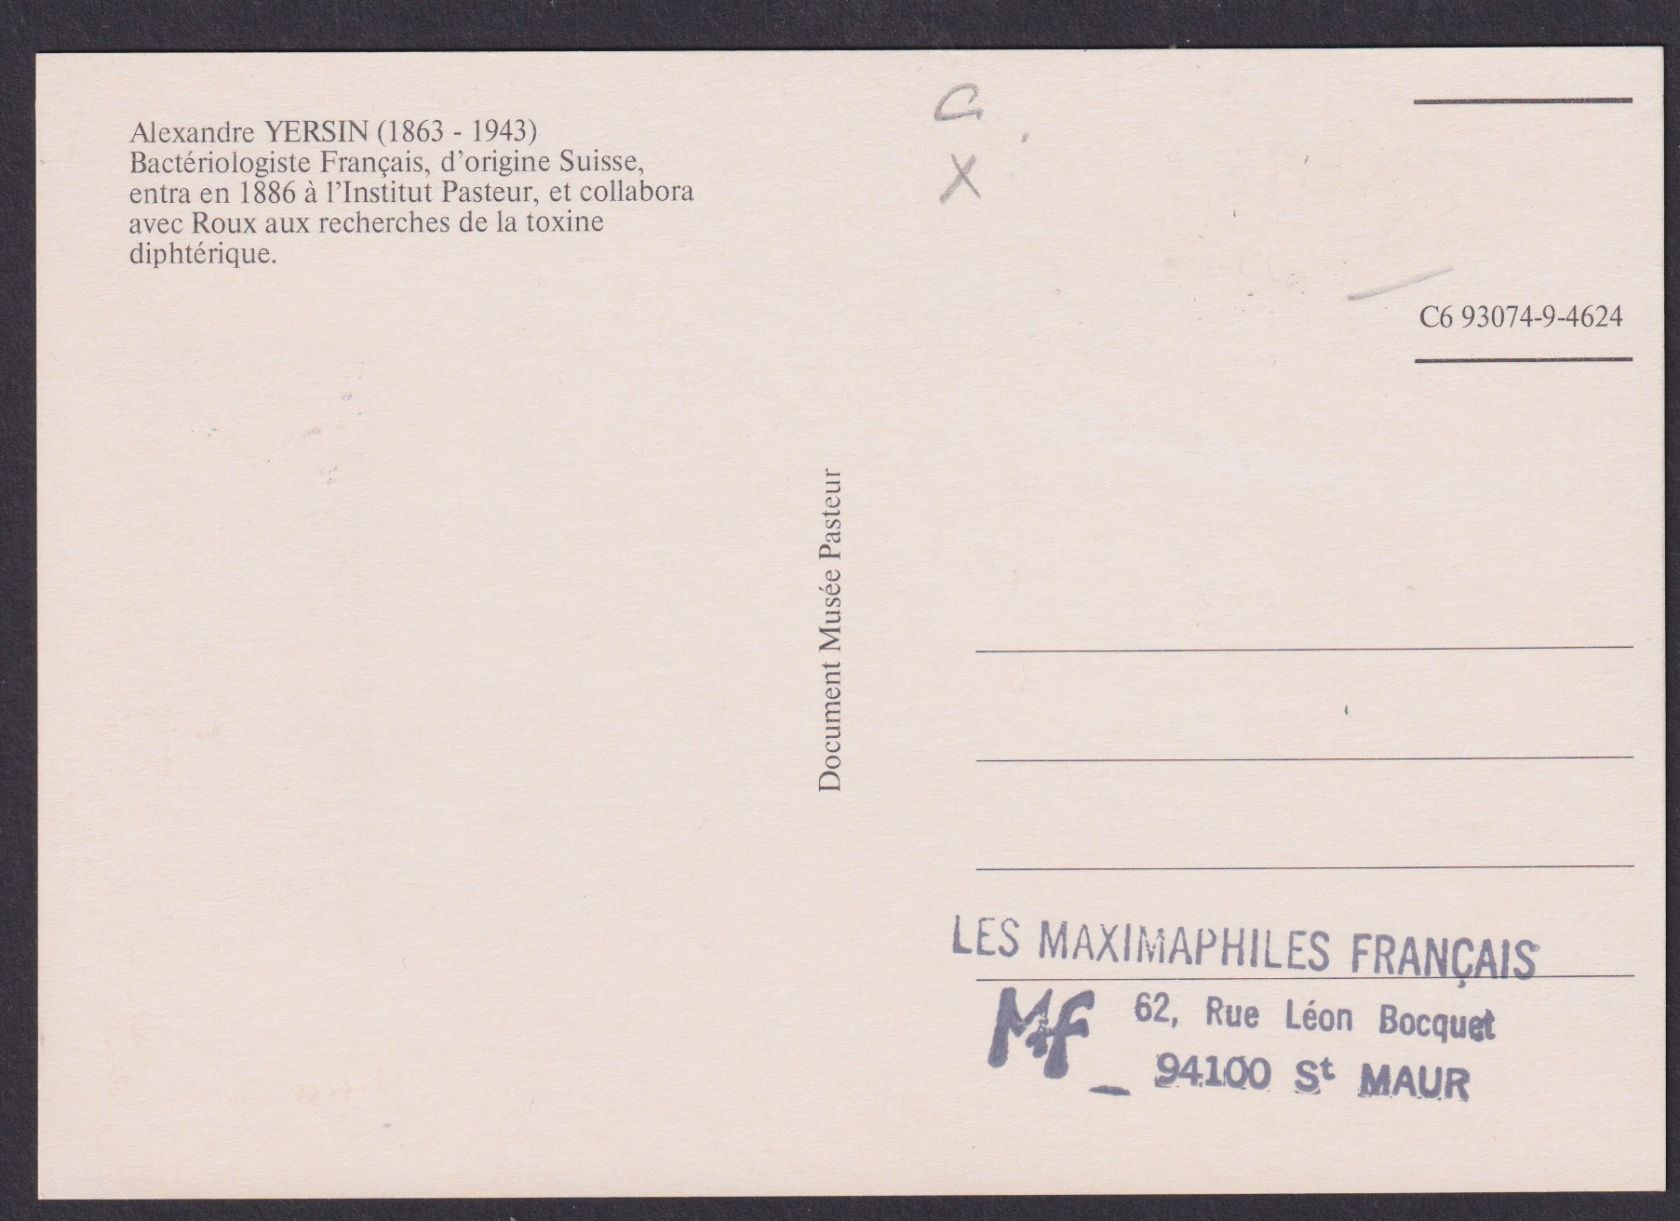 Alexandre YERSIN (1863 - 1943)
Bactériologiste Français, d'origine Suisse,
entra en 1886 à l'Institut Pasteur, et collabora
avec Roux aux recherches de la toxine
diphtérique.
Document Musée Pasteur
G
X
C6 93074-9-4624
LES MAXIMAPHILES FRANÇAIS
Mf 62, Rue Léon Bocquet
_ 94100 St MAUR